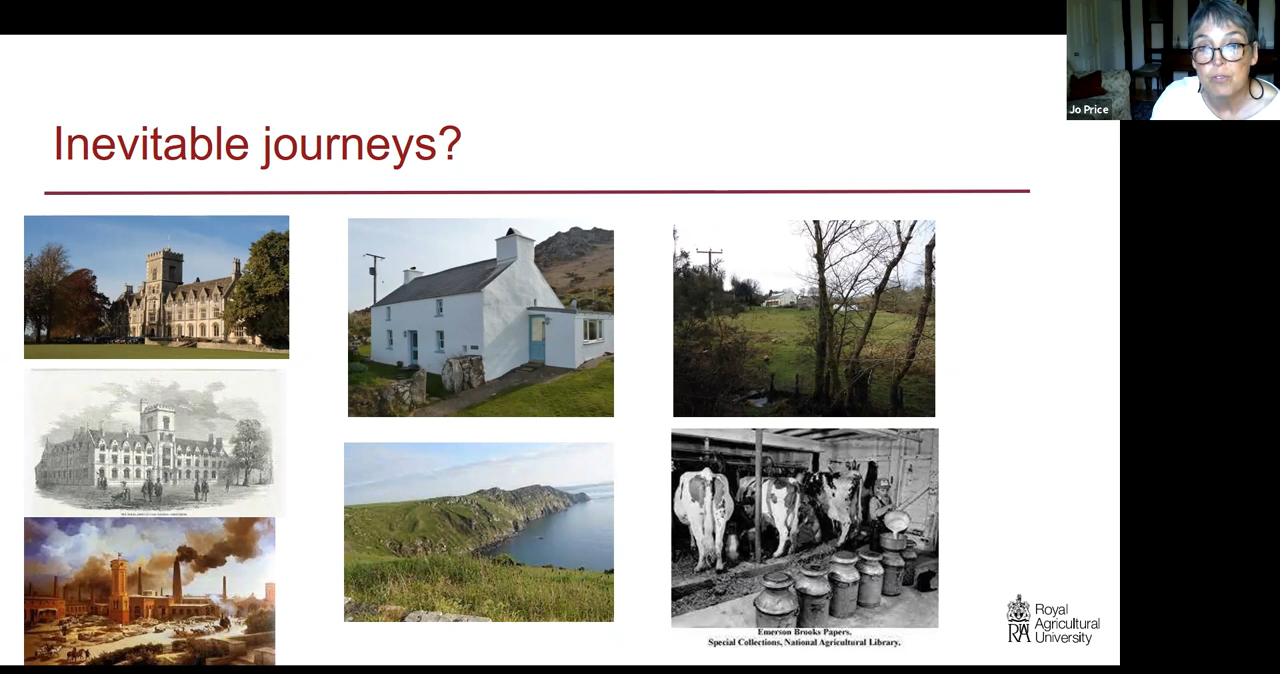 Jo Price
Inevitable journeys?
Emerson Brooks Papers.
Special Collections, National Agricultural Library.
RAU
Royal
Agricultural
University